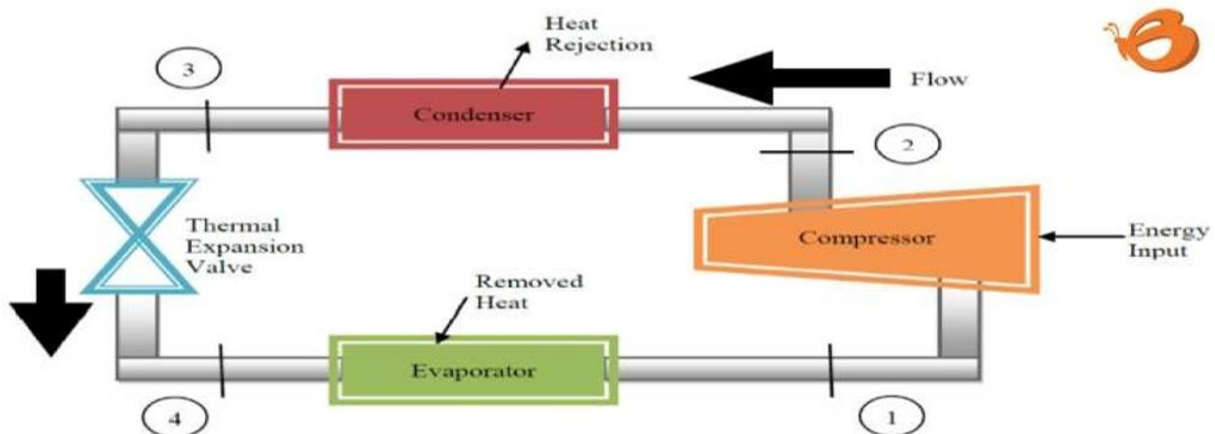 Heat
Rejection
3
Condenser
Flow
2
Thermal
Expansion
Valve
Compressor
Energy
Input
Removed
Heat
Evaporator
4
1